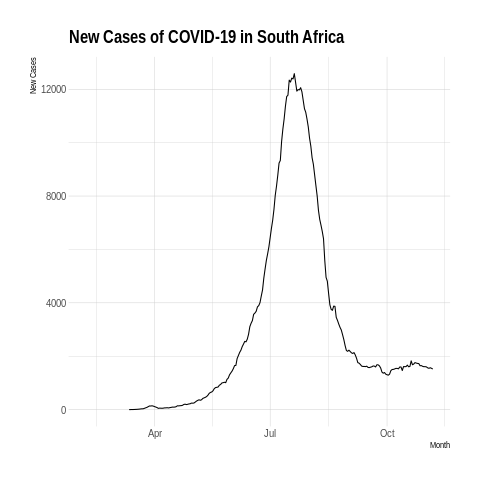 New Cases of COVID-19 in South Africa
New Cases
12000
8000
4000
0
Apr Jul Oct
Month